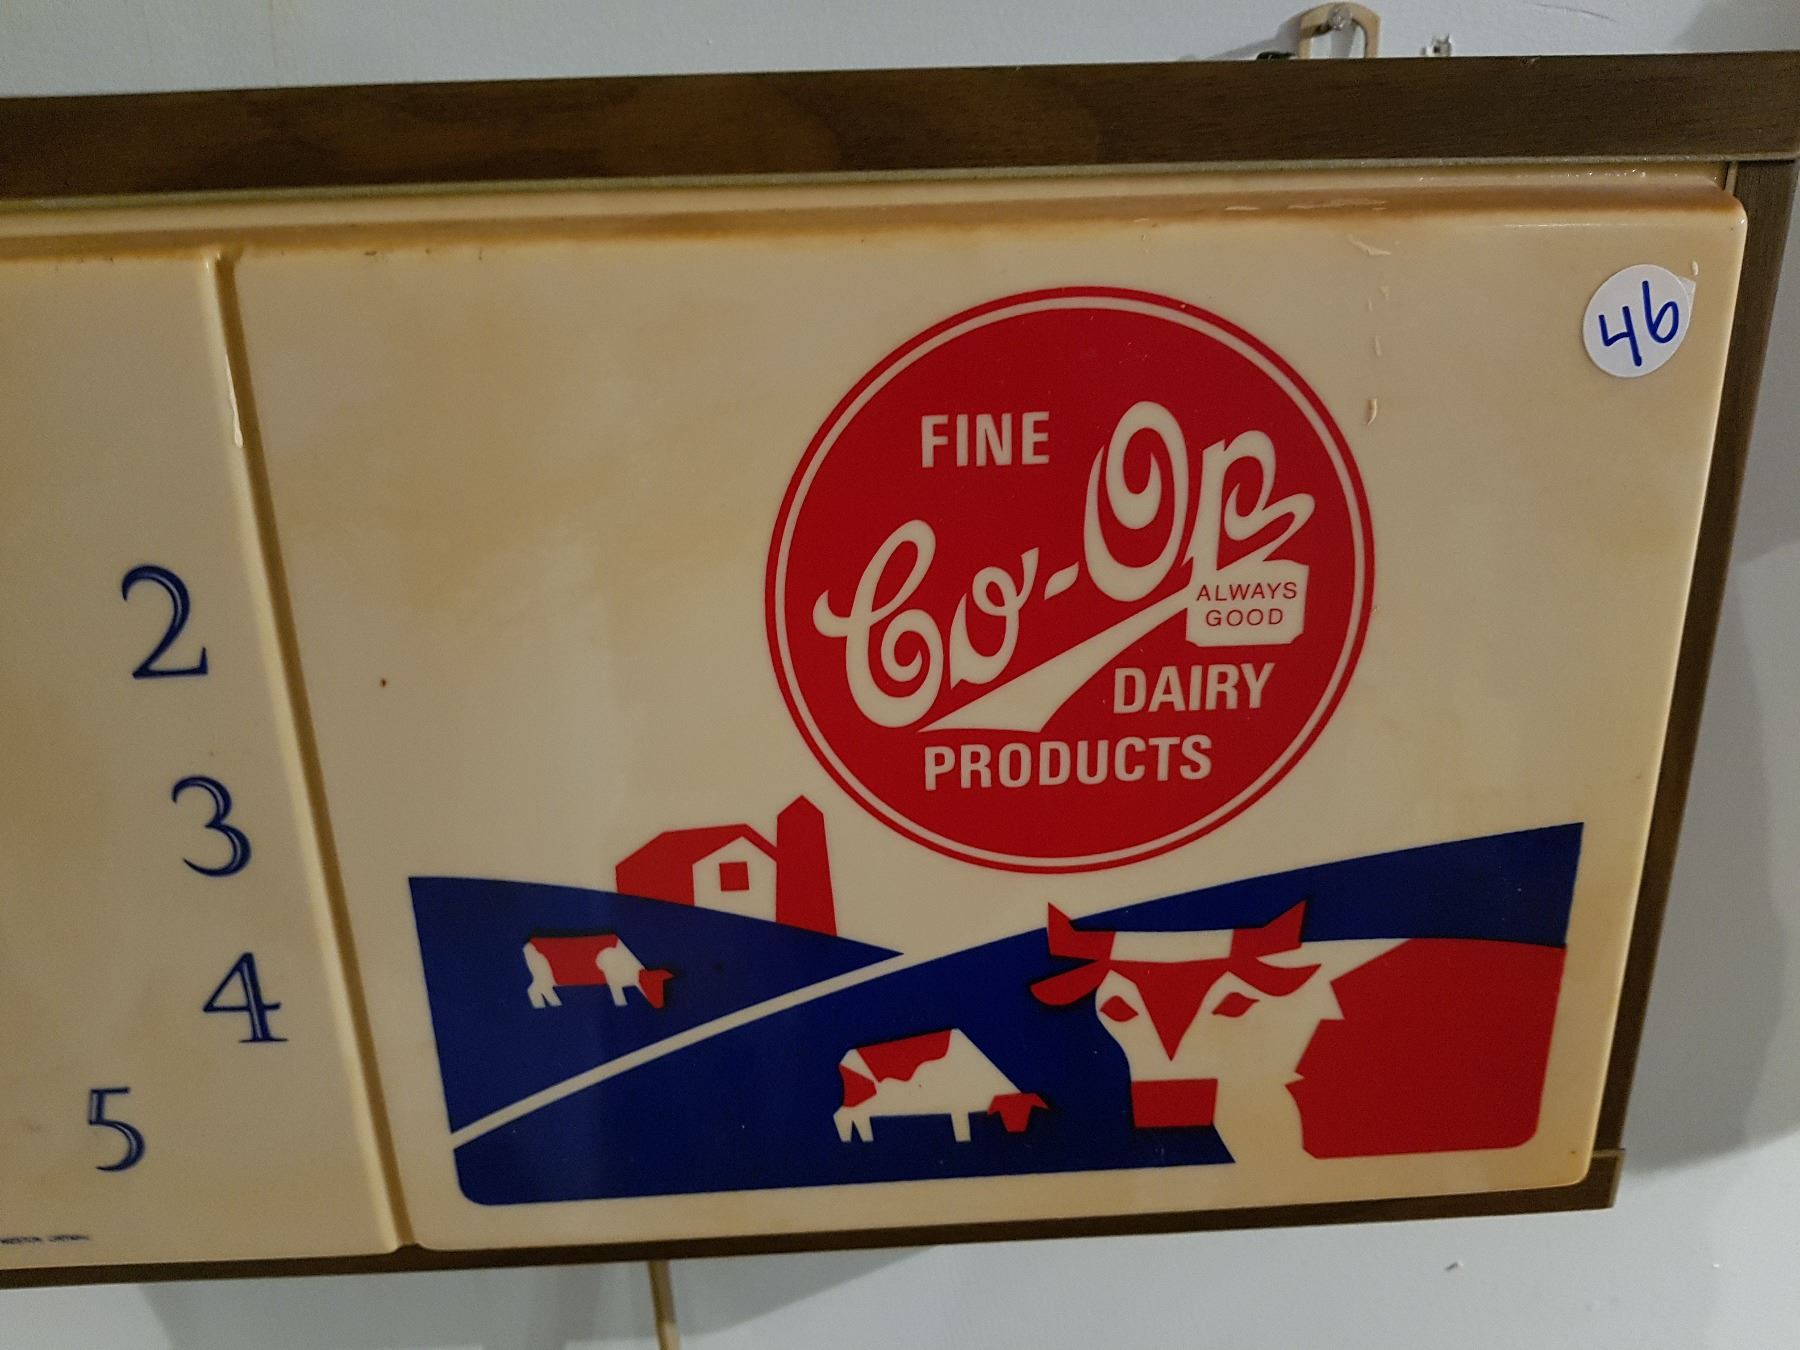 46
FINE
Co-Op
ALWAYS
GOOD
DAIRY
PRODUCTS
2
3
4
5